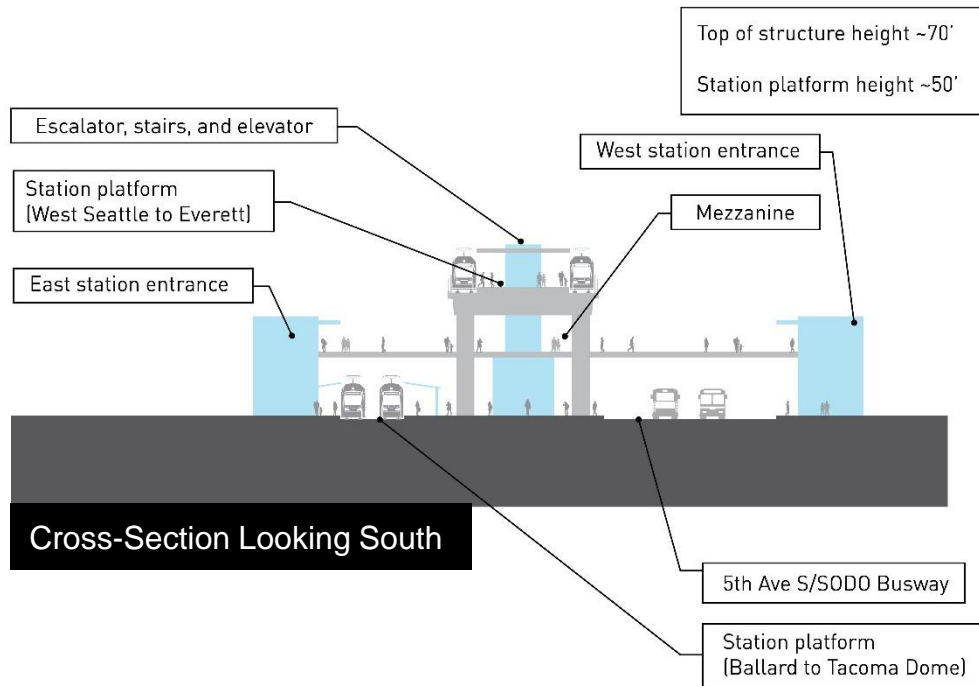 Top of structure height ~70'
Station platform height ~50'
Escalator, stairs, and elevator
West station entrance
Station platform
(West Seattle to Everett)
Mezzanine
East station entrance
Cross-Section Looking South
5th Ave S/SODO Busway
Station platform
(Ballard to Tacoma Dome)